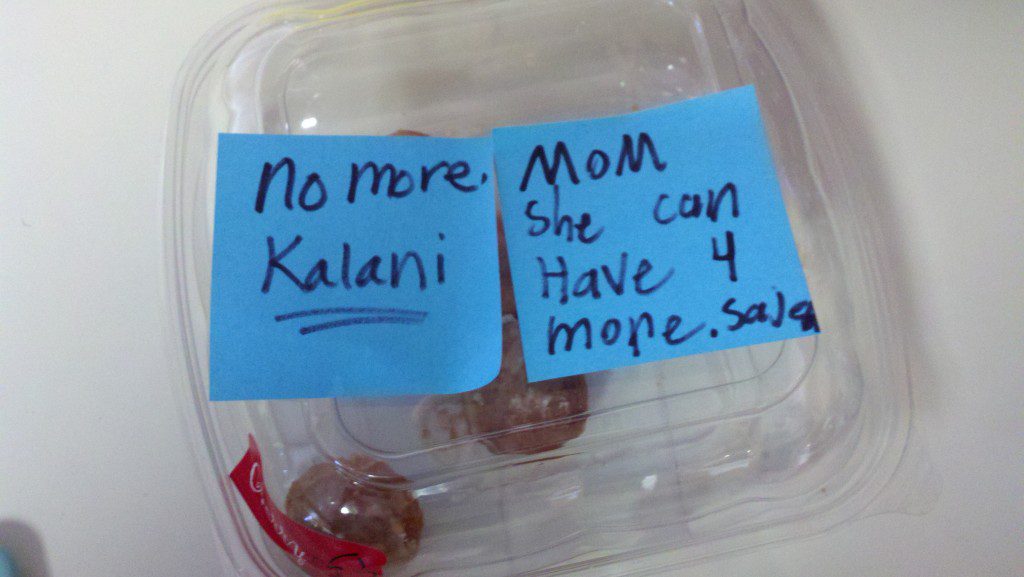 No more.
Kalani
MoM
she can
Have 4
more.